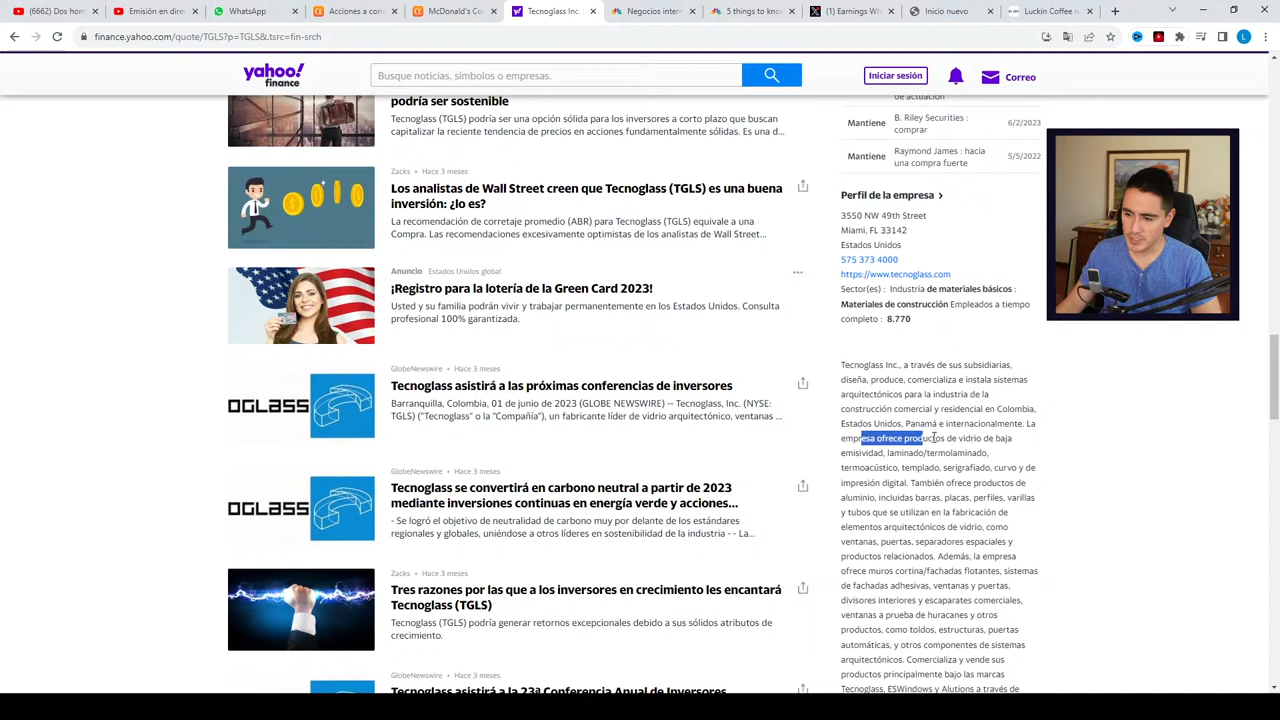 (6662) Dom
Emisión en direc
WhatsApp
Acciones a con
McDonald's Co
Tecnoglass Inc.
Negocios intern
5 things to know
(1) Earnings Wh
Inicio nuevo
Luckin Coffee n
finance.yahoo.com/quote/TGLS?p=TGLS&.tsrc=fin-srch
L
yahoo!
finance
Busque noticias, símbolos o empresas.
Iniciar sesión
Correo
podría ser sostenible
Tecnoglass (TGLS) podría ser una opción sólida para los inversores a corto plazo que buscan
capitalizar la reciente tendencia de precios en acciones fundamentalmente sólidas. Es una d...
Zacks • Hace 3 meses
Los analistas de Wall Street creen que Tecnoglass (TGLS) es una buena
inversión: ¿lo es?
La recomendación de corretaje promedio (ABR) para Tecnoglass (TGLS) equivale a una
Compra. Las recomendaciones excesivamente optimistas de los analistas de Wall Street...
Anuncio Estados Unidos global
¡Registro para la lotería de la Green Card 2023!
Usted y su familia podrán vivir y trabajar permanentemente en los Estados Unidos. Consulta
profesional 100% garantizada.
GlobeNewswire • Hace 3 meses
Tecnoglass asistirá a las próximas conferencias de inversores
Barranquilla, Colombia, 01 de junio de 2023 (GLOBE NEWSWIRE) -- Tecnoglass, Inc. (NYSE:
TGLS) ("Tecnoglass" o la "Compañía"), un fabricante líder de vidrio arquitectónico, ventanas ...
OGLASS
GlobeNewswire • Hace 3 meses
Tecnoglass se convertirá en carbono neutral a partir de 2023
mediante inversiones continuas en energía verde y acciones...
- Se logró el objetivo de neutralidad de carbono muy por delante de los estándares
regionales y globales, uniéndose a otros líderes en sostenibilidad de la industria - - La...
OGLASS
Zacks • Hace 3 meses
Tres razones por las que a los inversores en crecimiento les encantará
Tecnoglass (TGLS)
Tecnoglass (TGLS) podría generar retornos excepcionales debido a sus sólidos atributos de
crecimiento.
GlobeNewswire • Hace 3 meses
Tecnoglass asistirá a la 23ª Conferencia Anual de Inversores
de actuación
Mantiene B. Riley Securities : 6/2/2023
comprar
Mantiene Raymond James : hacia 5/5/2022
una compra fuerte
Perfil de la empresa
3550 NW 49th Street
Miami, FL 33142
Estados Unidos
575 373 4000
https://www.tecnoglass.com
Sector(es) : Industria de materiales básicos :
Materiales de construcción Empleados a tiempo
completo : 8.770
Tecnoglass Inc., a través de sus subsidiarias,
diseña, produce, comercializa e instala sistemas
arquitectónicos para la industria de la
construcción comercial y residencial en Colombia,
Estados Unidos, Panamá e internacionalmente. La
empresa ofrece productos de vidrio de baja
emisividad, laminado/termolaminado,
termoacústico, templado, serigrafiado, curvo y de
impresión digital. También ofrece productos de
aluminio, incluidas barras, placas, perfiles, varillas
y tubos que se utilizan en la fabricación de
elementos arquitectónicos de vidrio, como
ventanas, puertas, separadores espaciales y
productos relacionados. Además, la empresa
ofrece muros cortina/fachadas flotantes, sistemas
de fachadas adhesivas, ventanas y puertas,
divisores interiores y escaparates comerciales,
ventanas a prueba de huracanes y otros
productos, como toldos, estructuras, puertas
automáticas, y otros componentes de sistemas
arquitectónicos. Comercializa y vende sus
productos principalmente bajo las marcas
Tecnoglass, ESWindows y Alutions a través de